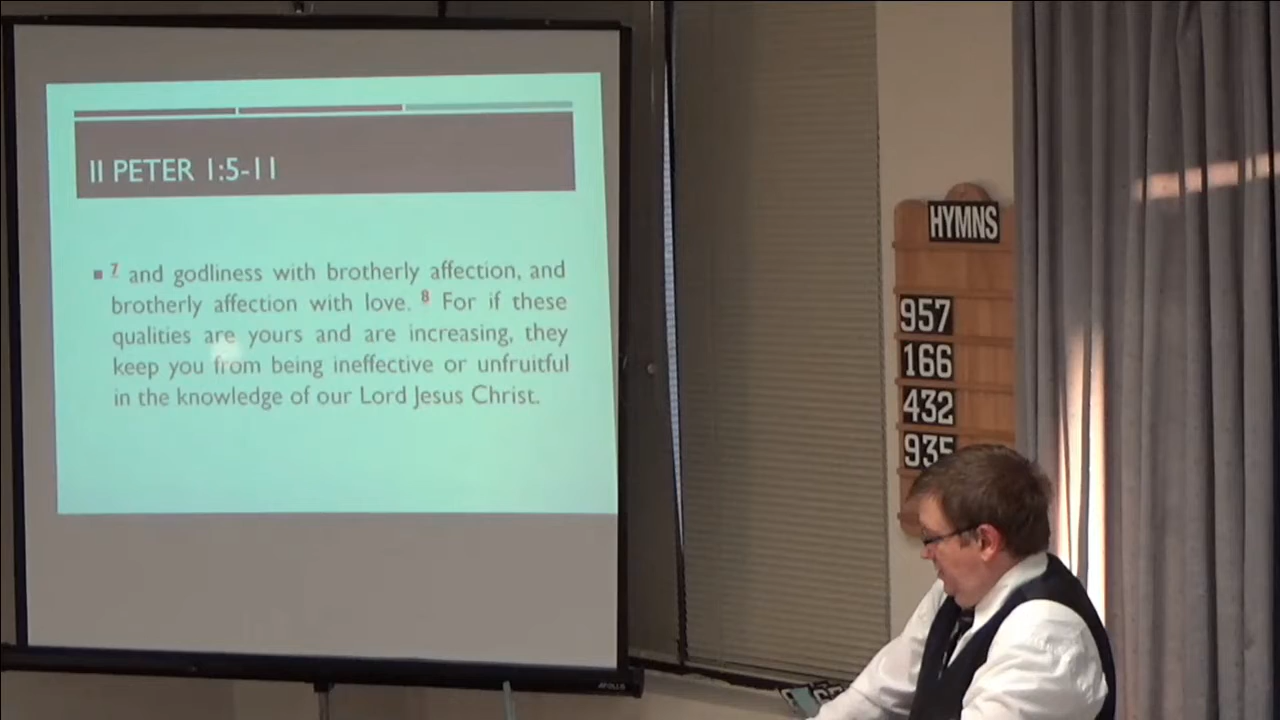 II PETER 1:5-11
▪ 7 and godliness with brotherly affection, and
brotherly affection with love. 8 For if these
qualities are yours and are increasing, they
keep you from being ineffective or unfruitful
in the knowledge of our Lord Jesus Christ.
HYMNS
957
166
432
935
APOLLO